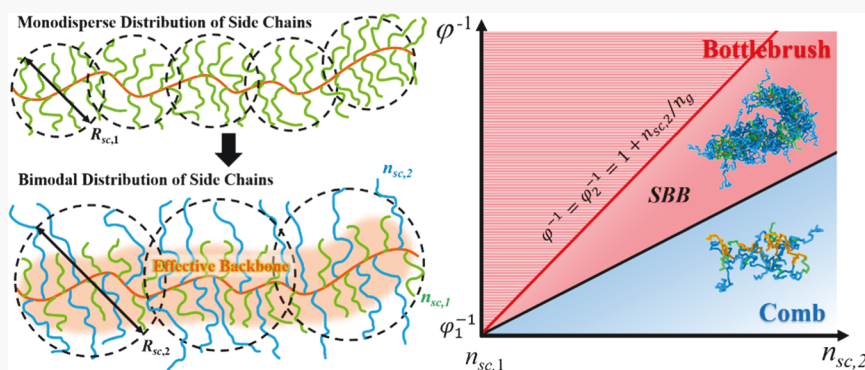 Monodisperse Distribution of Side Chains
R_{sc,1}
Bimodal Distribution of Side Chains
n_{sc,2}
Effective Backbone
n_{sc,1}
R_{sc,2}
φ^{-1}
Bottlebrush
φ^{-1} = φ_2^{-1} = 1 + n_{sc,2}/n_g
SBB
Comb
φ_1^{-1}
n_{sc,1}
n_{sc,2}